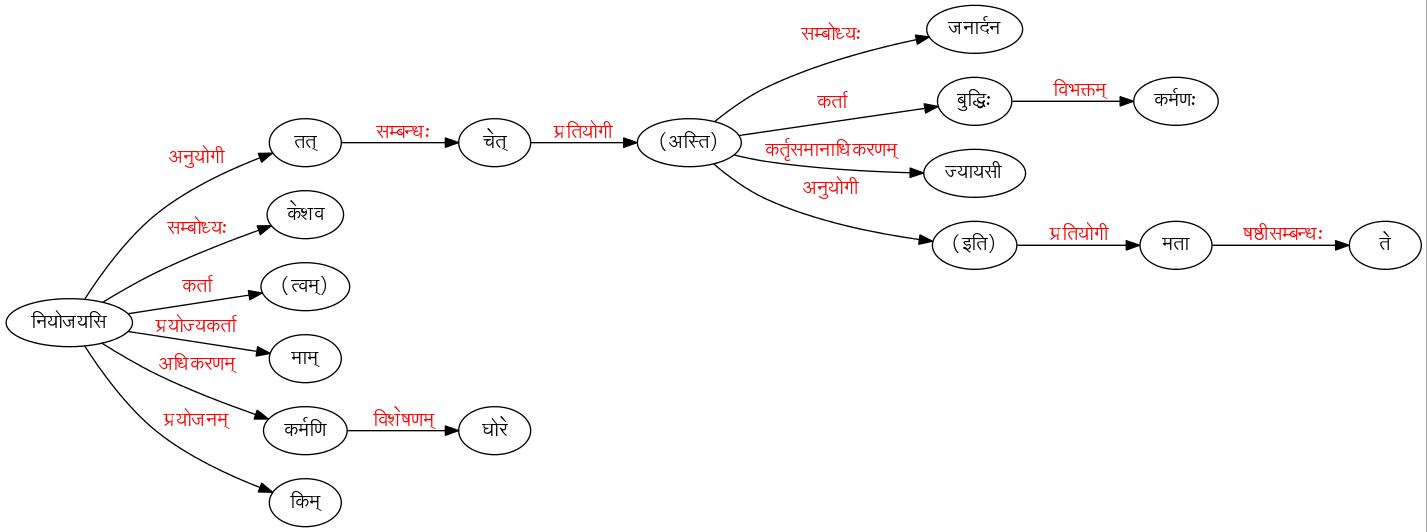 जनार्दन
सम्बोध्यः
कर्ता
बुद्धिः
विभक्तम्
कर्मणः
अनुयोगी
तत्
सम्बन्धः
चेत्
प्रतियोगी
(अस्ति)
कर्तृसमानाधिकरणम्
ज्यायसी
अनुयोगी
सम्बोध्यः
केशव
(इति)
प्रतियोगी
मता
षष्ठीसम्बन्धः
ते
कर्ता
(त्वम्)
नियोजयसि
प्रयोज्यकर्ता
माम्
अधिकरणम्
कर्मणि
विशेषणम्
घोरे
प्रयोजनम्
किम्